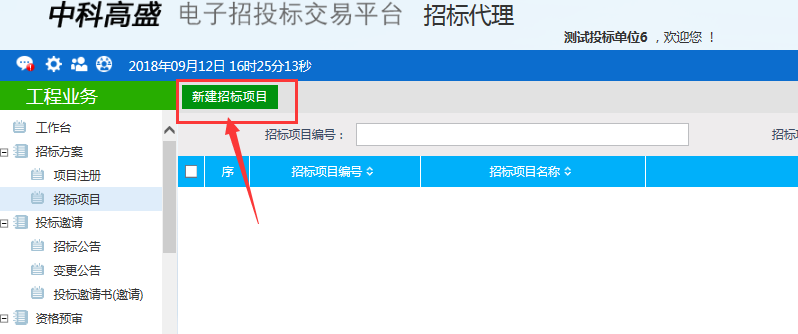 中科高盛 电子招投标交易平台 招标代理
测试投标单位6 ，欢迎您 ！
2018年09月12日 16时25分13秒
工程业务
新建招标项目
工作台
招标方案
项目注册
招标项目
投标邀请
招标公告
变更公告
投标邀请书(邀请)
资格预审
招标项目编号： 招标项
序 招标项目编号 招标项目名称